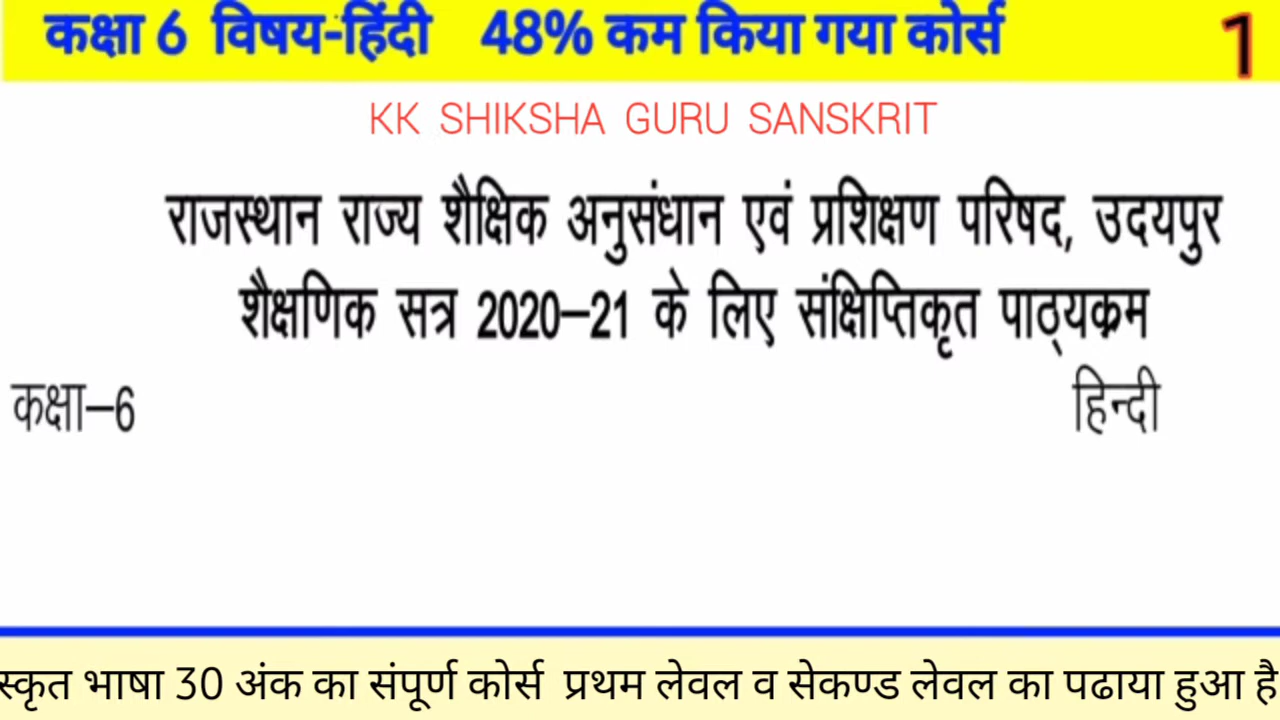 कक्षा 6 विषय-हिंदी 48% कम किया गया कोर्स 1
KK SHIKSHA GURU SANSKRIT
राजस्थान राज्य शैक्षिक अनुसंधान एवं प्रशिक्षण परिषद, उदयपुर
शैक्षणिक सत्र 2020–21 के लिए संक्षिप्तिकृत पाठ्यक्रम
कक्षा–6 हिन्दी
स्कृत भाषा 30 अंक का संपूर्ण कोर्स प्रथम लेवल व सेकण्ड लेवल का पढाया हुआ है